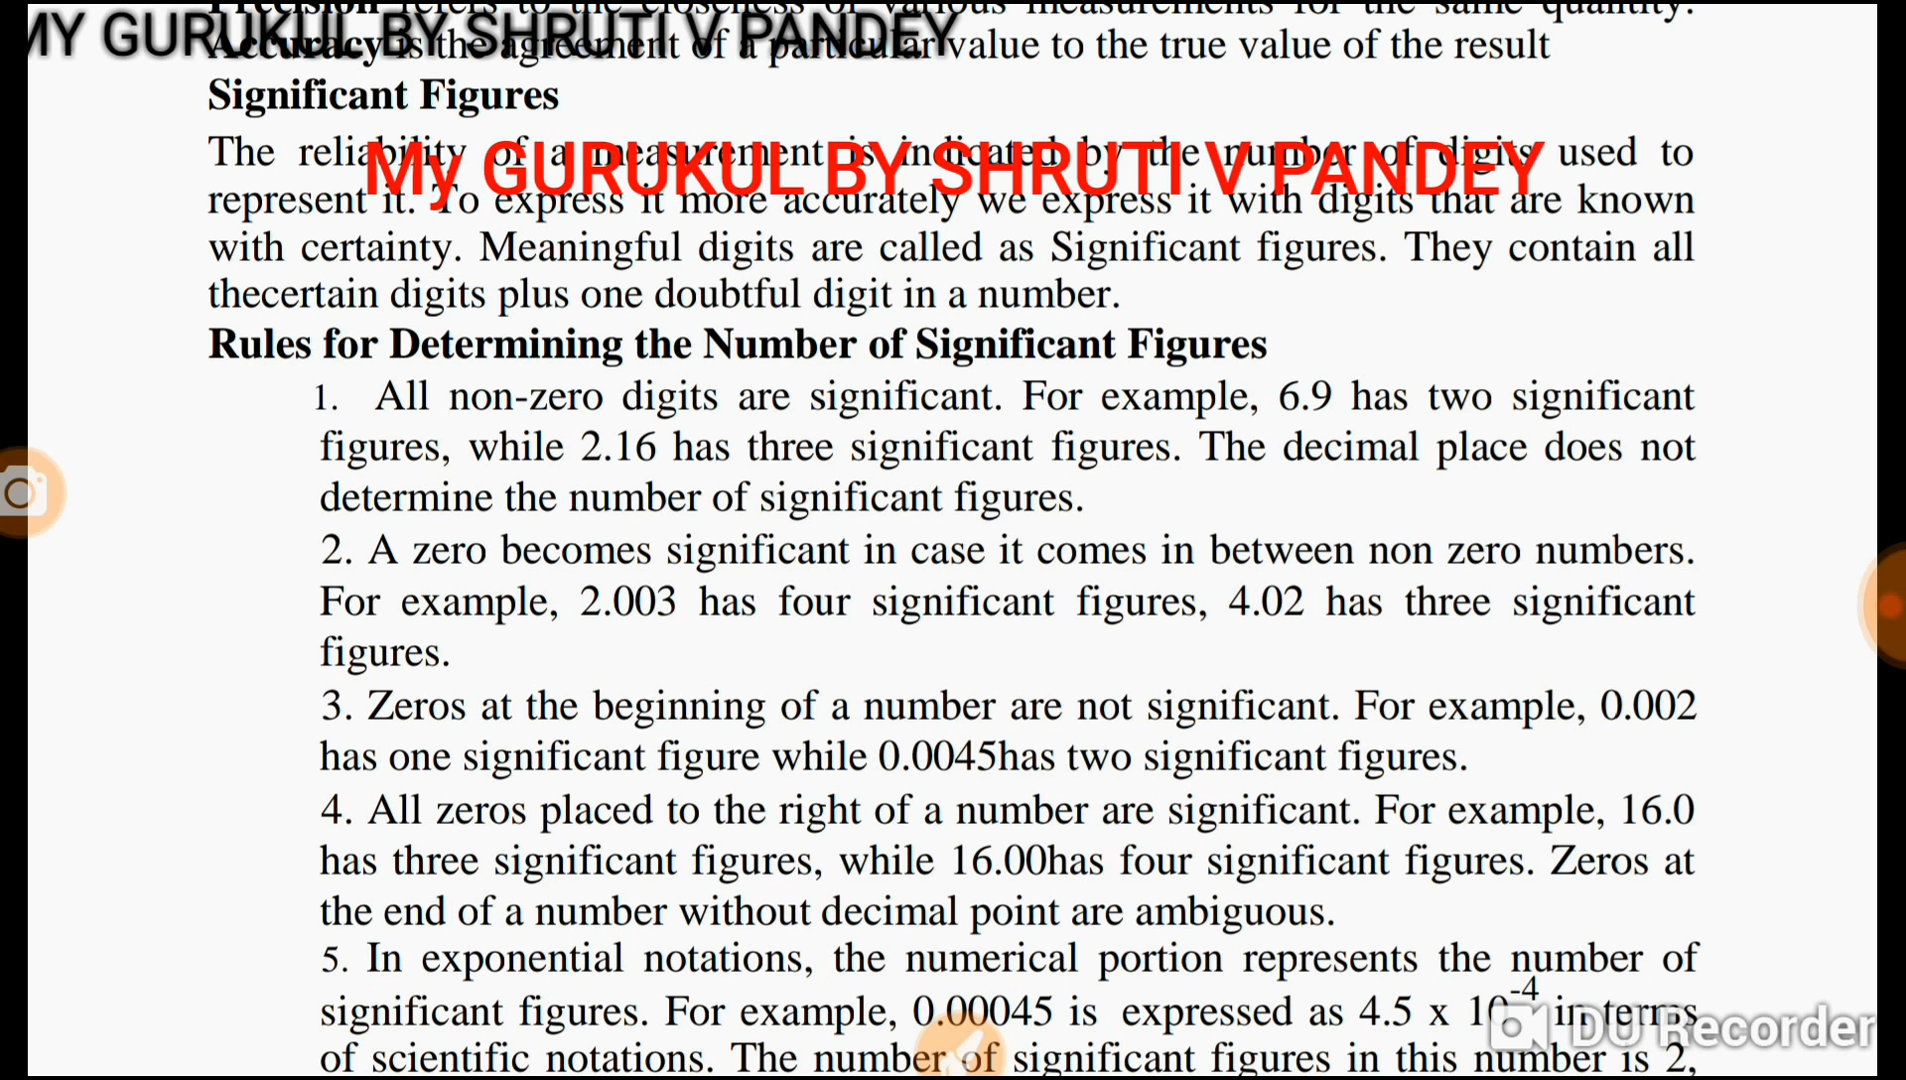 Precision refers to the closeness of various measurements for the same quantity.
MY GURUKUL BY SHRUTI V PANDEY
Accuracy is the agreement of a particular value to the true value of the result
Significant Figures
The reliability of a measurement is indicated by the number of digits used to
My GURUKUL BY SHRUTI V PANDEY
represent it. To express it more accurately we express it with digits that are known
with certainty. Meaningful digits are called as Significant figures. They contain all
thecertain digits plus one doubtful digit in a number.
Rules for Determining the Number of Significant Figures
1. All non-zero digits are significant. For example, 6.9 has two significant
figures, while 2.16 has three significant figures. The decimal place does not
determine the number of significant figures.
2. A zero becomes significant in case it comes in between non zero numbers.
For example, 2.003 has four significant figures, 4.02 has three significant
figures.
3. Zeros at the beginning of a number are not significant. For example, 0.002
has one significant figure while 0.0045has two significant figures.
4. All zeros placed to the right of a number are significant. For example, 16.0
has three significant figures, while 16.00has four significant figures. Zeros at
the end of a number without decimal point are ambiguous.
5. In exponential notations, the numerical portion represents the number of
significant figures. For example, 0.00045 is expressed as 4.5 x 10⁻⁴ in terms
DU Recorder
of scientific notations. The number of significant figures in this number is 2,